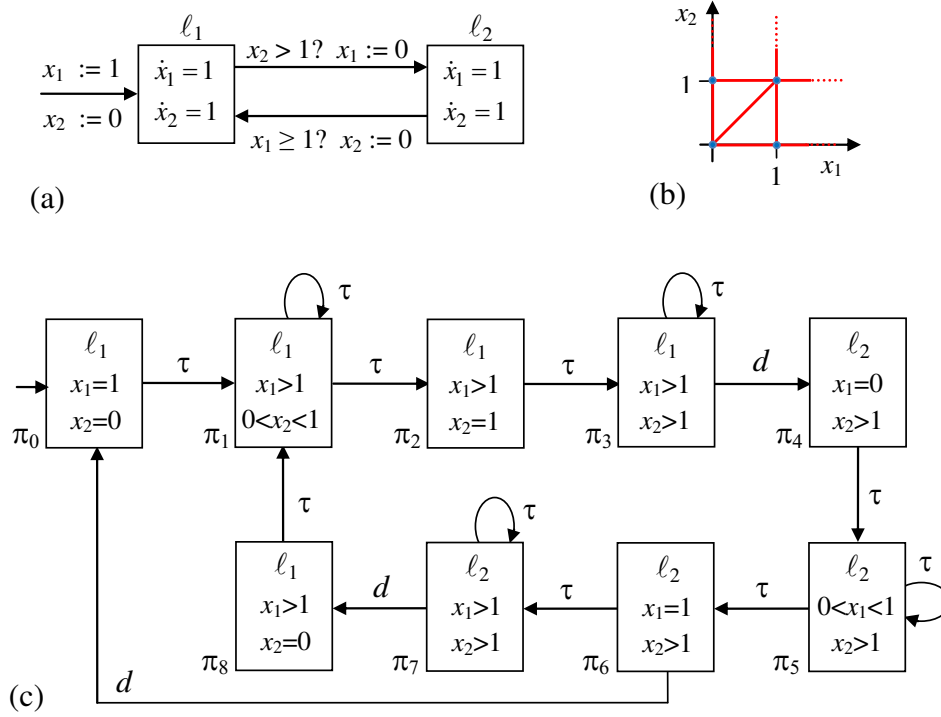 ℓ₁
ℓ₂
x₁ := 1
x₂ := 0
ẋ₁ = 1
ẋ₂ = 1
x₂ > 1? x₁ := 0
x₁ ≥ 1? x₂ := 0
ẋ₁ = 1
ẋ₂ = 1
(a)
x₂
1
1
x₁
(b)
τ
τ
ℓ₁
x₁=1
x₂=0
π₀
τ
ℓ₁
x₁>1
0<x₂<1
π₁
τ
ℓ₁
x₁>1
x₂=1
π₂
τ
ℓ₁
x₁>1
x₂>1
π₃
d
ℓ₂
x₁=0
x₂>1
π₄
τ
τ
τ
ℓ₁
x₁>1
x₂=0
π₈
d
ℓ₂
x₁>1
x₂>1
π₇
τ
ℓ₂
x₁=1
x₂>1
π₆
τ
ℓ₂
0<x₁<1
x₂>1
π₅
τ
d
(c)